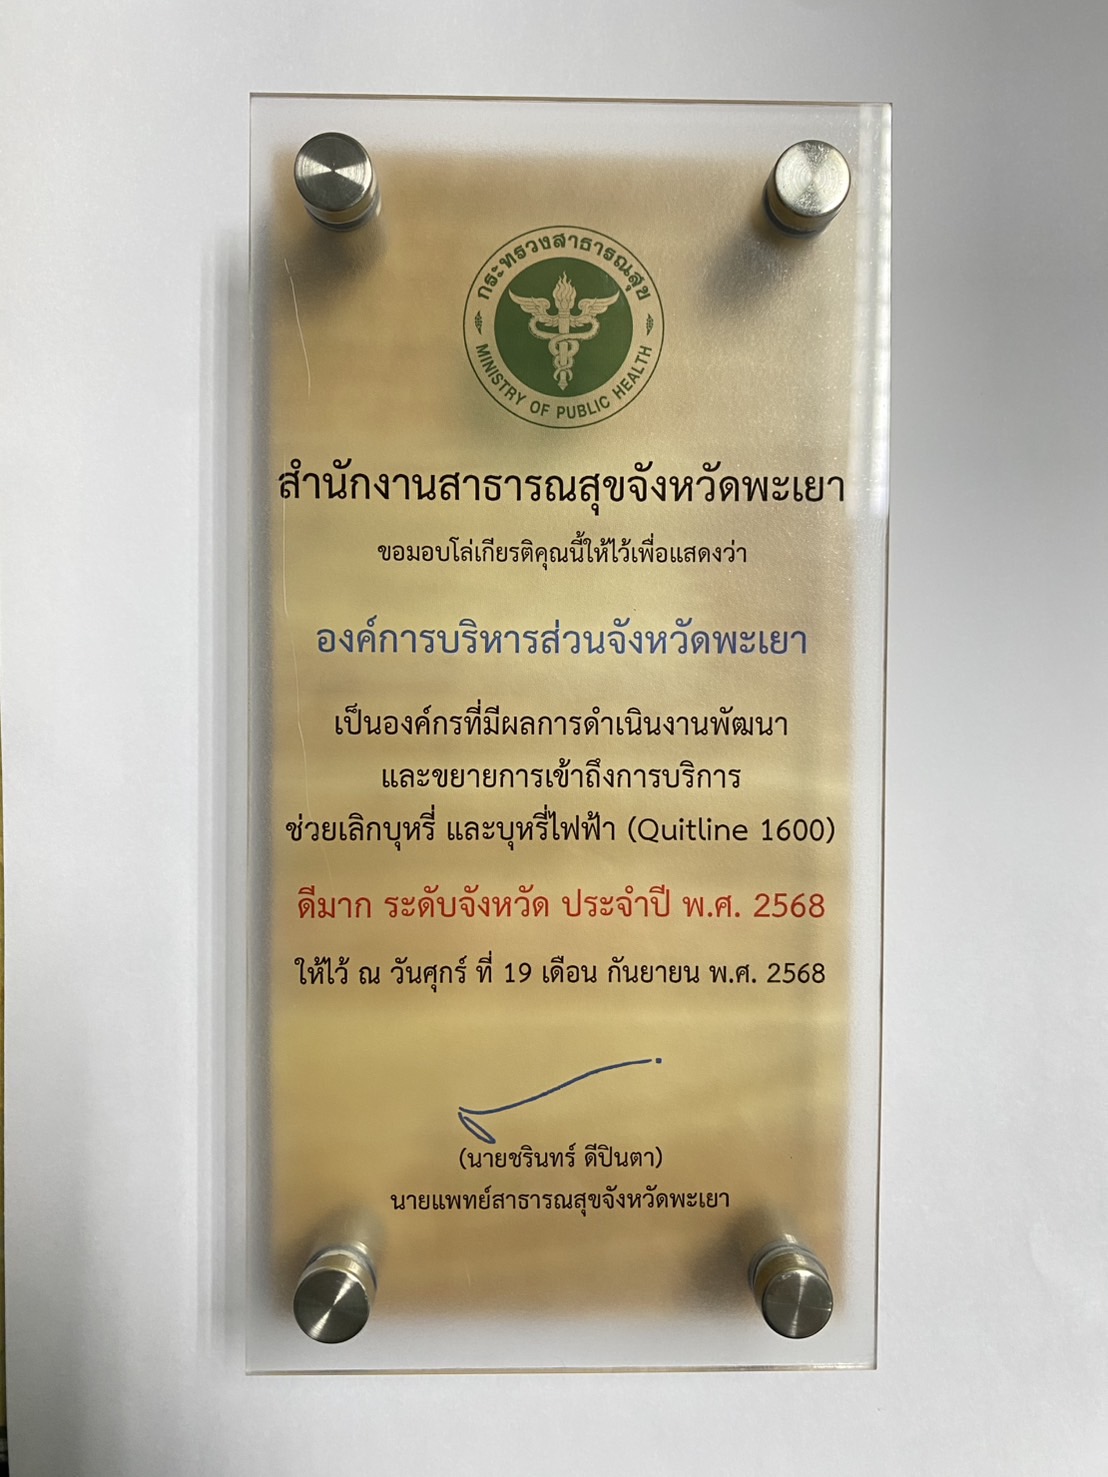 กระทรวงสาธารณสุข
MINISTRY OF PUBLIC HEALTH
สำนักงานสาธารณสุขจังหวัดพะเยา
ขอมอบโล่เกียรติคุณนี้ให้ไว้เพื่อแสดงว่า
องค์การบริหารส่วนจังหวัดพะเยา
เป็นองค์กรที่มีผลการดำเนินงานพัฒนา
และขยายการเข้าถึงการบริการ
ช่วยเลิกบุหรี่ และบุหรี่ไฟฟ้า (Quitline 1600)
ดีมาก ระดับจังหวัด ประจำปี พ.ศ. 2568
ให้ไว้ ณ วันศุกร์ ที่ 19 เดือน กันยายน พ.ศ. 2568
(นายชรินทร์ ดีปินตา)
นายแพทย์สาธารณสุขจังหวัดพะเยา